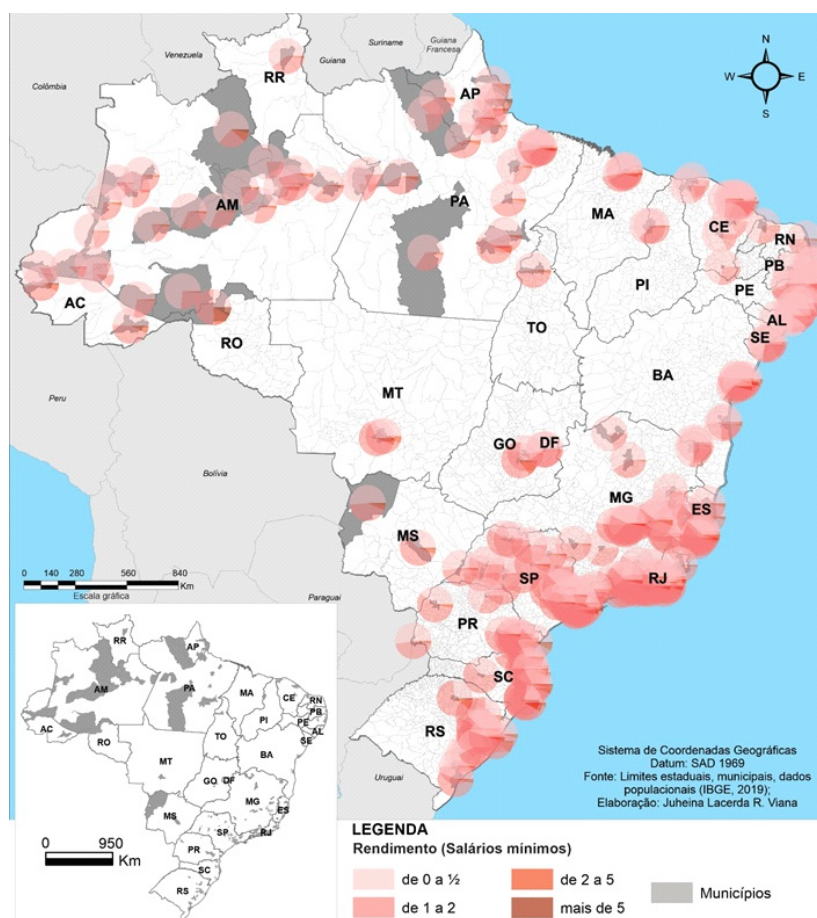 Venezuela
Suriname
Guiana
Francesa
Guiana
Colômbia
N
W
E
S
RR
AP
AM
PA
MA
CE
RN
PB
PE
PI
AL
SE
AC
RO
TO
BA
MT
Peru
Bolívia
GO
DF
MG
ES
MS
SP
RJ
PR
SC
RS
Paraguai
Uruguai
0 140 280 560 840
Km
Escala gráfica
RR
AP
AM
PA
MA
CE
RN
PB
PE
PI
AL
SE
AC
RO
TO
BA
MT
GO
DF
MG
ES
MS
SP
RJ
PR
SC
RS
0 950
Km
Sistema de Coordenadas Geográficas
Datum: SAD 1969
Fonte: Limites estaduais, municipais, dados
populacionais (IBGE, 2019);
Elaboração: Juheina Lacerda R. Viana
LEGENDA
Rendimento (Salários mínimos)
de 0 a ½
de 2 a 5
Municípios
de 1 a 2
mais de 5